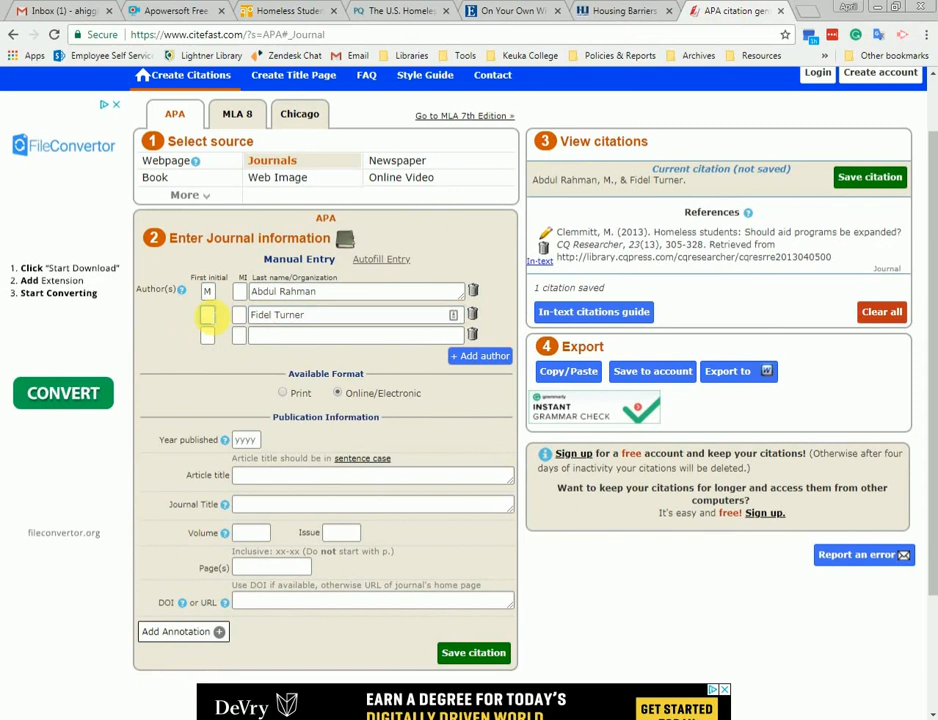 Inbox (1,430) - ahigg
Appowersoft Free
Homeless Studen
The U.S. Homeles
On Your Own Wi
Housing Barriers
APA citation gen
April
Secure
https://www.citefast.com/?s=APA#_Journal
Apps
Employee Self Servic
Lightner Library
Zendesk Chat
Email
Libraries
Tools
Keuka College
Policies & Reports
Archives
Resources
Other bookmarks
Create Citations
Create Title Page
FAQ
Style Guide
Contact
Login
Create account
APA
MLA 8
Chicago
Go to MLA 7th Edition »
1 Select source
Webpage
Journals
Newspaper
Book
Web Image
Online Video
More
APA
2 Enter Journal information
Manual Entry
Autofill Entry
First initial
MI
Last name/Organization
Author(s)
M
Abdul Rahman
Fidel Turner
+ Add author
Available Format
Print
Online/Electronic
Publication Information
Year published
yyyy
Article title should be in sentence case
Article title
Journal Title
Volume
Issue
Inclusive: xx-xx (Do not start with p.)
Page(s)
Use DOI if available, otherwise URL of journal's home page
DOI or URL
Add Annotation
Save citation
3 View citations
Current citation (not saved)
Abdul Rahman, M., & Fidel Turner.
Save citation
References
Clemmitt, M. (2013). Homeless students: Should aid programs be expanded?
CQ Researcher, 23(13), 305-328. Retrieved from
http://library.cqpress.com/cqresearcher/cqresrre2013040500
In-text
Journal
1 citation saved
In-text citations guide
Clear all
4 Export
Copy/Paste
Save to account
Export to
grammarly
INSTANT
GRAMMAR CHECK
Sign up for a free account and keep your citations! (Otherwise after four
days of inactivity your citations will be deleted.)
Want to keep your citations for longer and access them from other
computers?
It's easy and free! Sign up.
Report an error
FileConvertor
1. Click "Start Download"
2. Add Extension
3. Start Converting
CONVERT
fileconvertor.org
DeVry
EARN A DEGREE FOR TODAY'S
DIGITALLY DRIVEN WORLD
GET STARTED